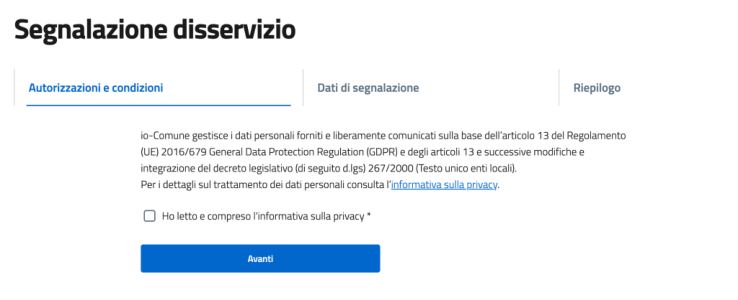 Segnalazione disservizio
Autorizzazioni e condizioni
Dati di segnalazione
Riepilogo
io-Comune gestisce i dati personali forniti e liberamente comunicati sulla base dell'articolo 13 del Regolamento
(UE) 2016/679 General Data Protection Regulation (GDPR) e degli articoli 13 e successive modifiche e
integrazione del decreto legislativo (di seguito d.lgs) 267/2000 (Testo unico enti locali).
Per i dettagli sul trattamento dei dati personali consulta l'informativa sulla privacy.
Ho letto e compreso l'informativa sulla privacy *
Avanti